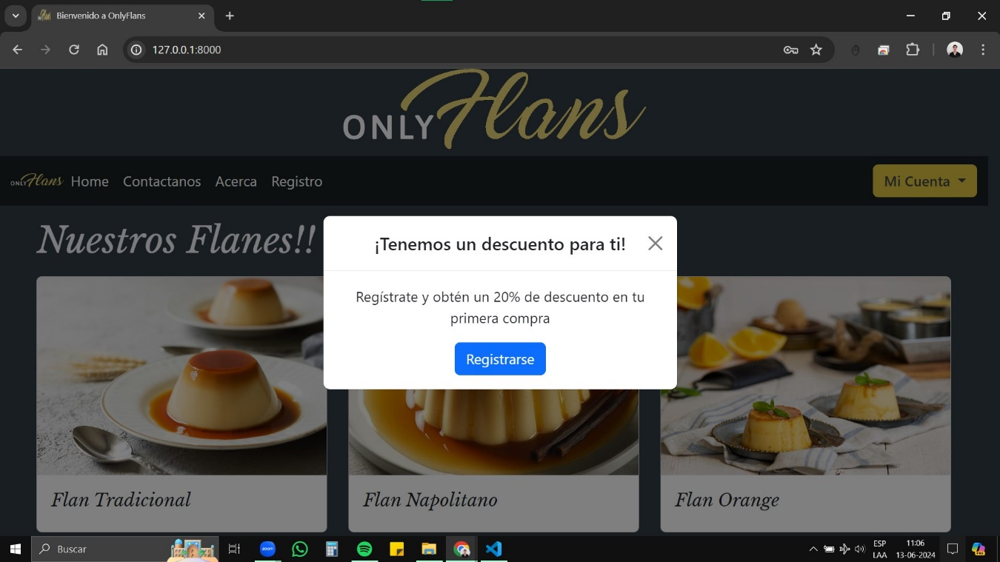 Bienvenido a OnlyFlans
127.0.0.1:8000
ONLY Flans
ONLY Flans Home Contactanos Acerca Registro Mi Cuenta
Nuestros Flanes!!
¡Tenemos un descuento para ti!
Regístrate y obtén un 20% de descuento en tu
primera compra
Registrarse
Flan Tradicional Flan Napolitano Flan Orange
Buscar
zoom
ESP
LAA
11:06
13-06-2024